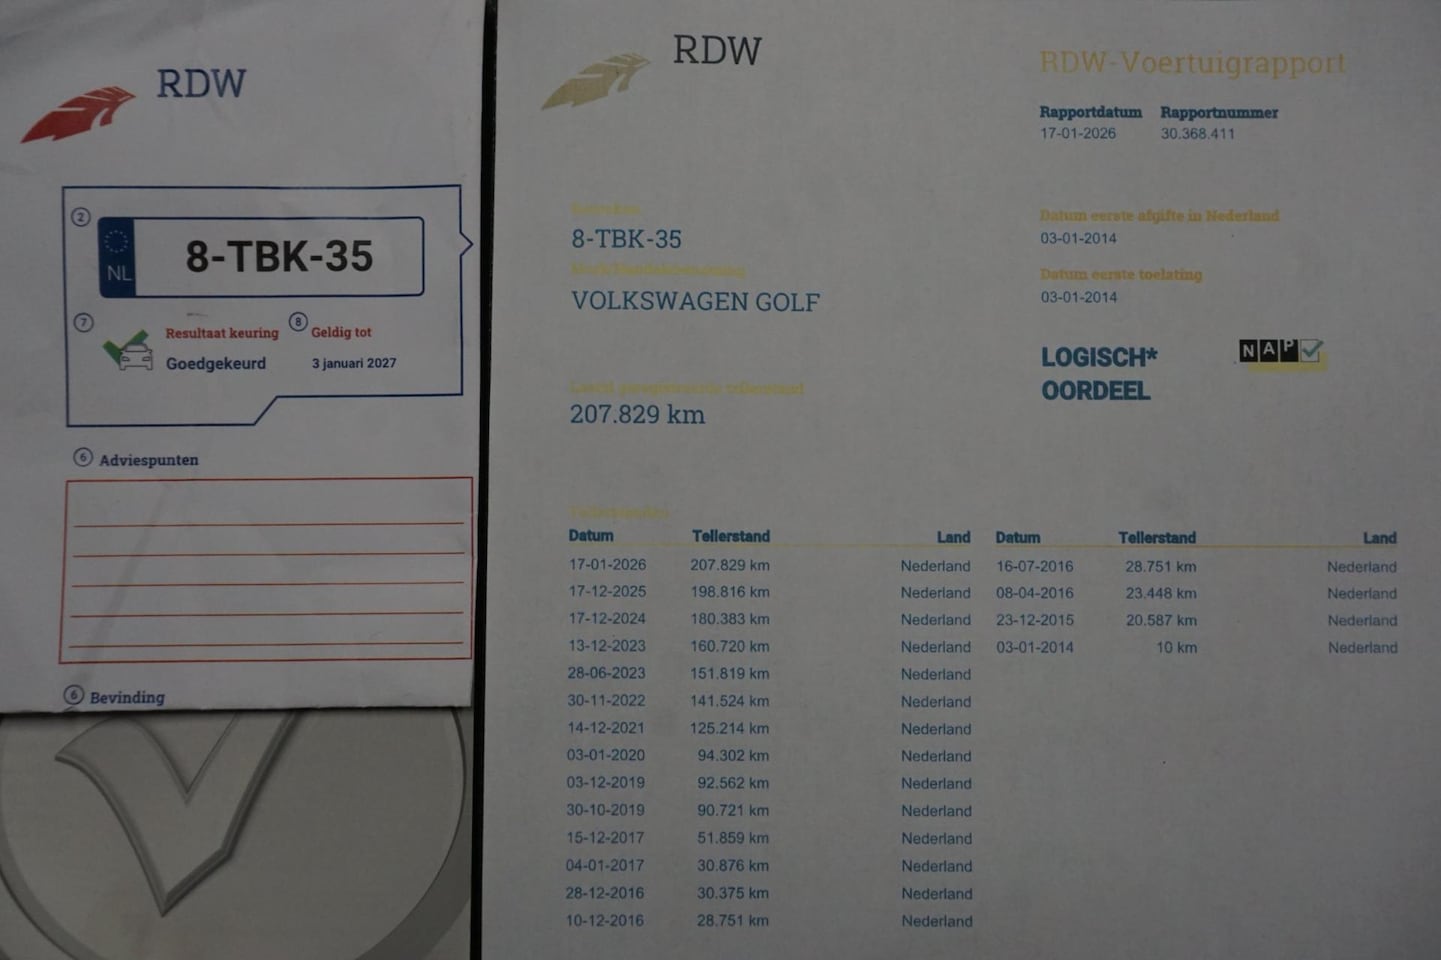 RDW
2
NL
8-TBK-35
7
Resultaat keuring
8
Geldig tot
Goedgekeurd
3 januari 2027
6 Adviespunten
6 Bevinding
RDW
RDW-Voertuigrapport
Rapportdatum Rapportnummer
17-01-2026 30.368.411
Kenteken
8-TBK-35
Merk/Handelsbenaming
VOLKSWAGEN GOLF
Laatst geregistreerde tellerstand
207.829 km
Datum eerste afgifte in Nederland
03-01-2014
Datum eerste toelating
03-01-2014
LOGISCH*
OORDEEL
NAP
Tellerstanden
Datum Tellerstand Land Datum Tellerstand Land
17-01-2026 207.829 km Nederland 16-07-2016 28.751 km Nederland
17-12-2025 198.816 km Nederland 08-04-2016 23.448 km Nederland
17-12-2024 180.383 km Nederland 23-12-2015 20.587 km Nederland
13-12-2023 160.720 km Nederland 03-01-2014 10 km Nederland
28-06-2023 151.819 km Nederland
30-11-2022 141.524 km Nederland
14-12-2021 125.214 km Nederland
03-01-2020 94.302 km Nederland
03-12-2019 92.562 km Nederland
30-10-2019 90.721 km Nederland
15-12-2017 51.859 km Nederland
04-01-2017 30.876 km Nederland
28-12-2016 30.375 km Nederland
10-12-2016 28.751 km Nederland